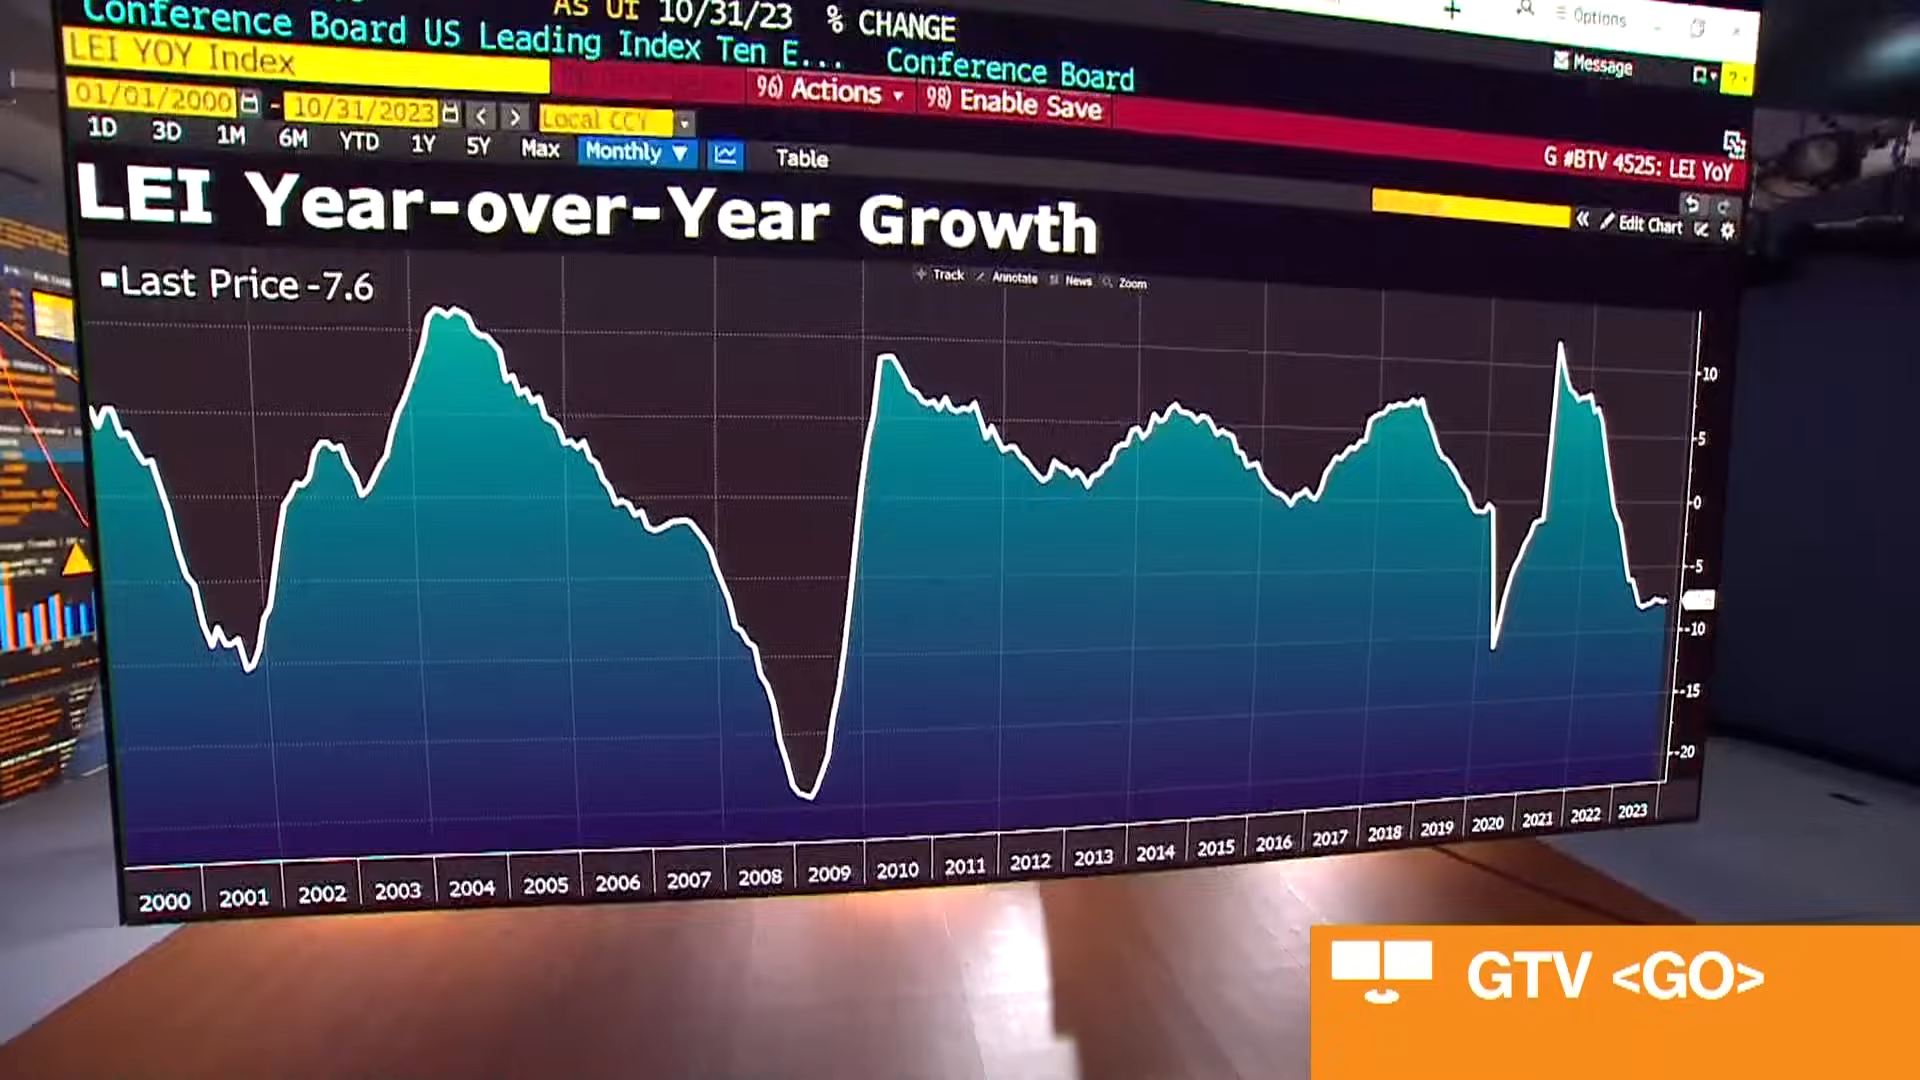 As Of 10/31/23 % CHANGE
Conference Board US Leading Index Ten E... Conference Board
Options
Message
LEI YOY Index
96) Actions
98) Enable Save
G #BTV 4525: LEI YoY
01/01/2000 - 10/31/2023 < > Local CCY
1D 3D 1M 6M YTD 1Y 5Y Max Monthly ▼ Table
« Edit Chart
LEI Year-over-Year Growth
Last Price -7.6
Track Annotate News Zoom
10
5
0
-5
-10
-15
-20
2000 2001 2002 2003 2004 2005 2006 2007 2008 2009 2010 2011 2012 2013 2014 2015 2016 2017 2018 2019 2020 2021 2022 2023
GTV <GO>